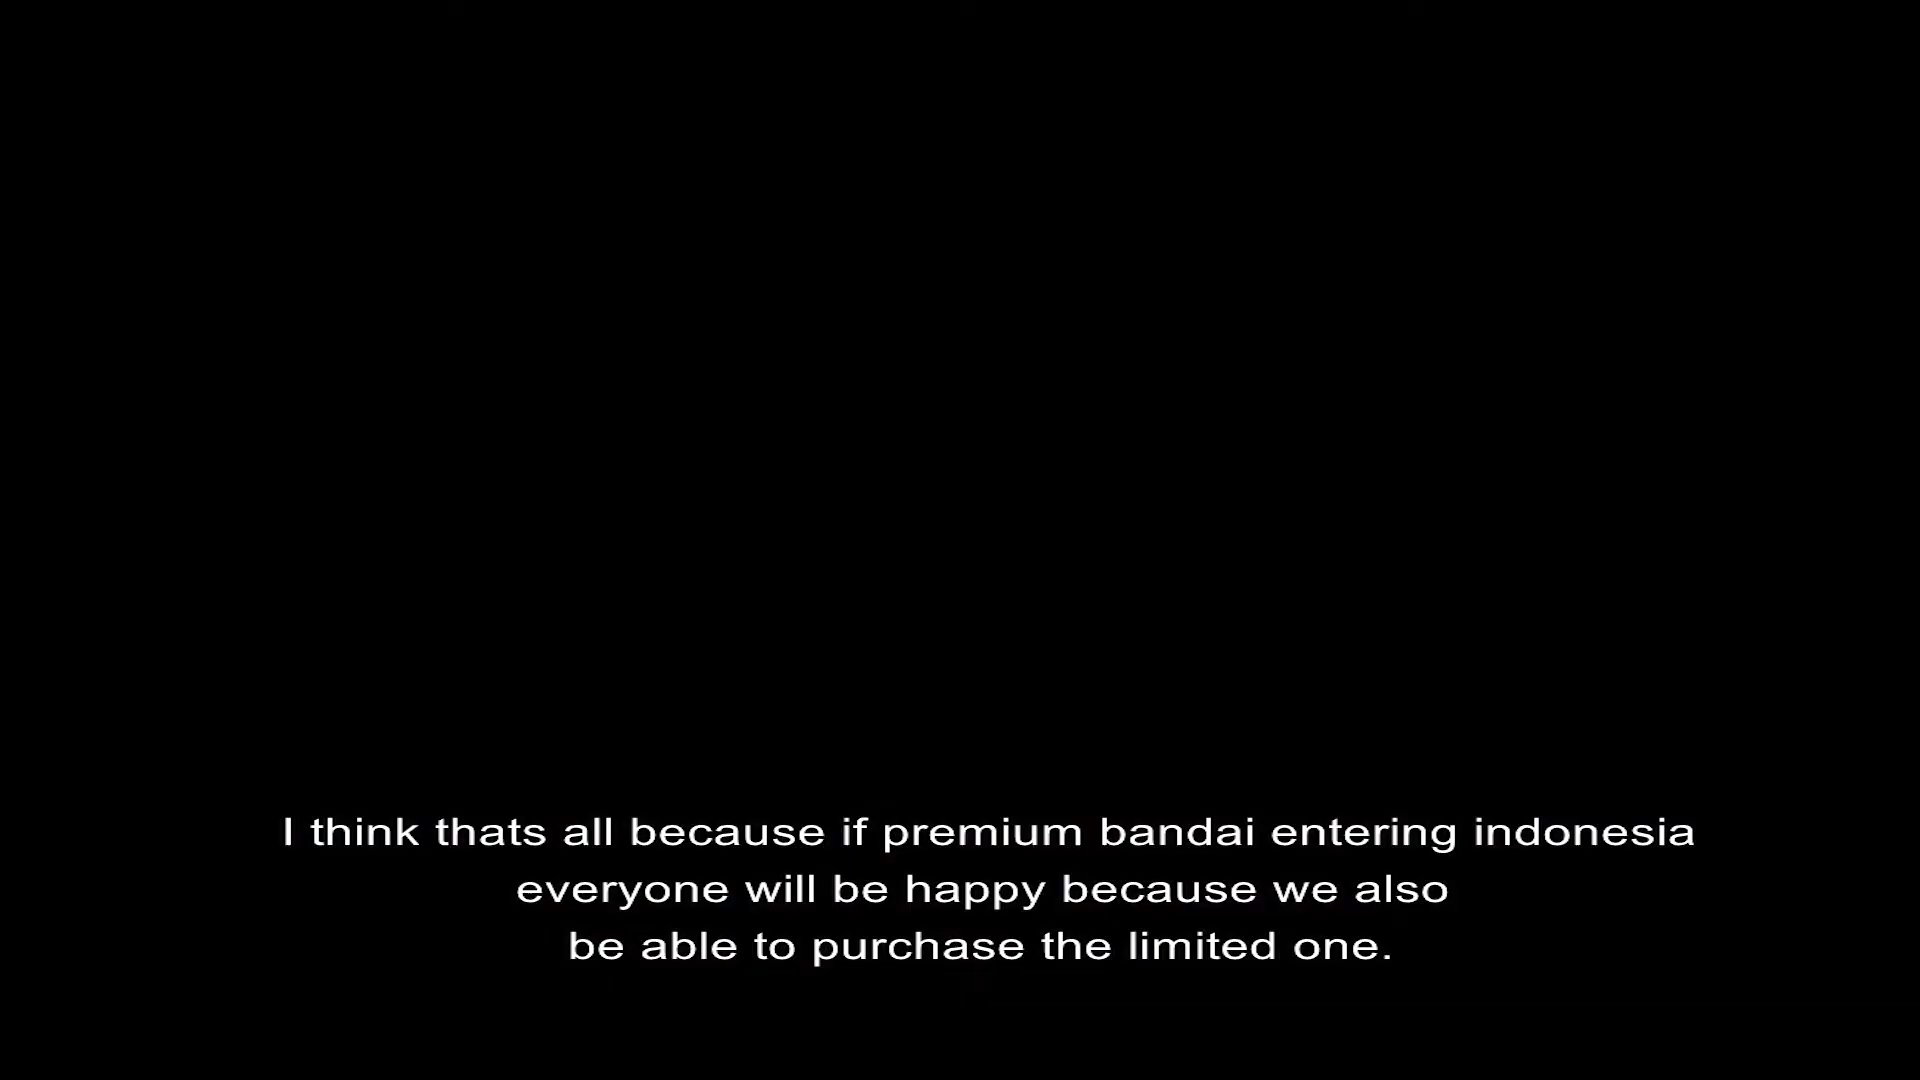 I think thats all because if premium bandai entering indonesia
everyone will be happy because we also
be able to purchase the limited one.